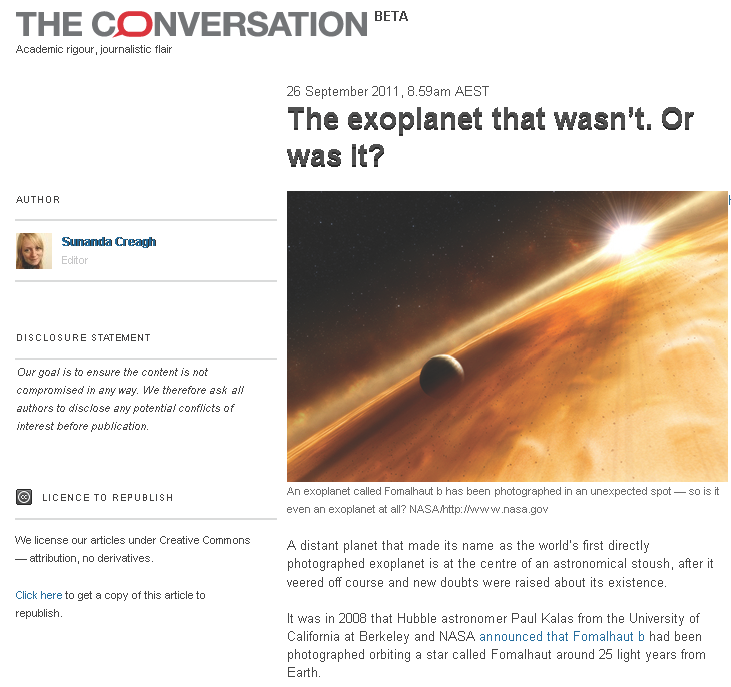 THE CONVERSATION BETA
Academic rigour, journalistic flair
26 September 2011, 8.59am AEST
The exoplanet that wasn't. Or
was it?
AUTHOR
Sunanda Creagh
Editor
DISCLOSURE STATEMENT
Our goal is to ensure the content is not
compromised in any way. We therefore ask all
authors to disclose any potential conflicts of
interest before publication.
LICENCE TO REPUBLISH
We license our articles under Creative Commons
— attribution, no derivatives.
Click here to get a copy of this article to
republish.
An exoplanet called Fomalhaut b has been photographed in an unexpected spot — so is it
even an exoplanet at all? NASA/http://www.nasa.gov
A distant planet that made its name as the world's first directly
photographed exoplanet is at the centre of an astronomical stoush, after it
veered off course and new doubts were raised about its existence.
It was in 2008 that Hubble astronomer Paul Kalas from the University of
California at Berkeley and NASA announced that Fomalhaut b had been
photographed orbiting a star called Fomalhaut around 25 light years from
Earth.